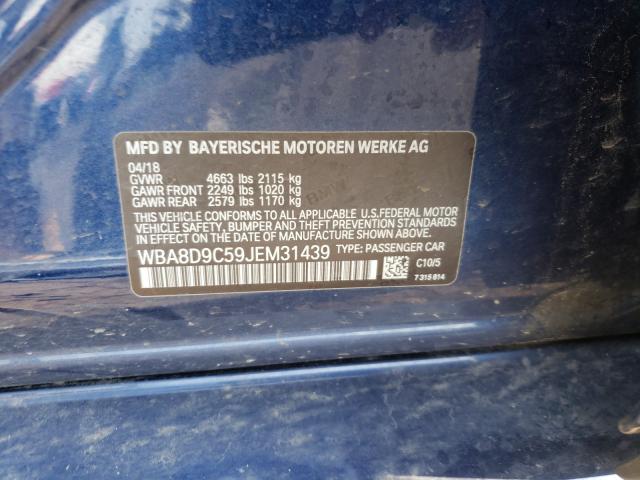 MFD BY BAYERISCHE MOTOREN WERKE AG
04/18
GVWR 4663 lbs 2115 kg
GAWR FRONT 2249 lbs 1020 kg
GAWR REAR 2579 lbs 1170 kg
THIS VEHICLE CONFORMS TO ALL APPLICABLE U.S.FEDERAL MOTOR
VEHICLE SAFETY, BUMPER, AND THEFT PREVENTION STANDARDS
IN EFFECT ON THE DATE OF MANUFACTURE SHOWN ABOVE.
WBA8D9C59JEM31439 TYPE: PASSENGER CAR
C10/5
7 315 814